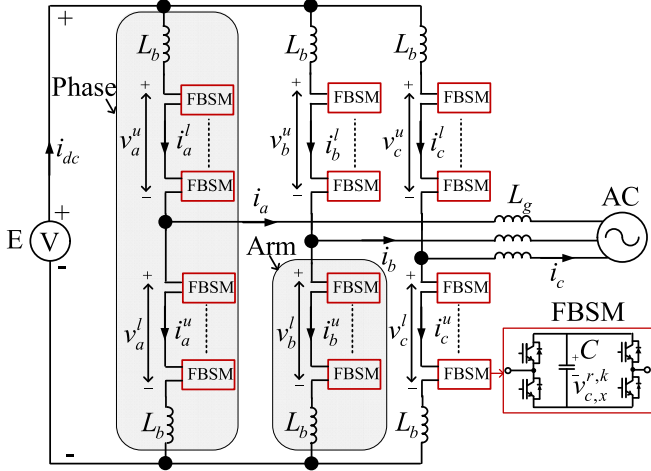 +
L_b L_b L_b
Phase
+ FBSM + FBSM + FBSM
v_a^u i_a^l v_b^u i_b^l v_c^u i_c^l
i_dc
− FBSM − FBSM − FBSM
i_a L_g AC
+
E V
-
Arm i_b i_c
+ FBSM + FBSM + FBSM
FBSM
v_a^l i_a^u v_b^l i_b^u v_c^l i_c^u
+ C
− FBSM − FBSM − FBSM
− v_{c,x}^{r,k}
L_b L_b L_b
-